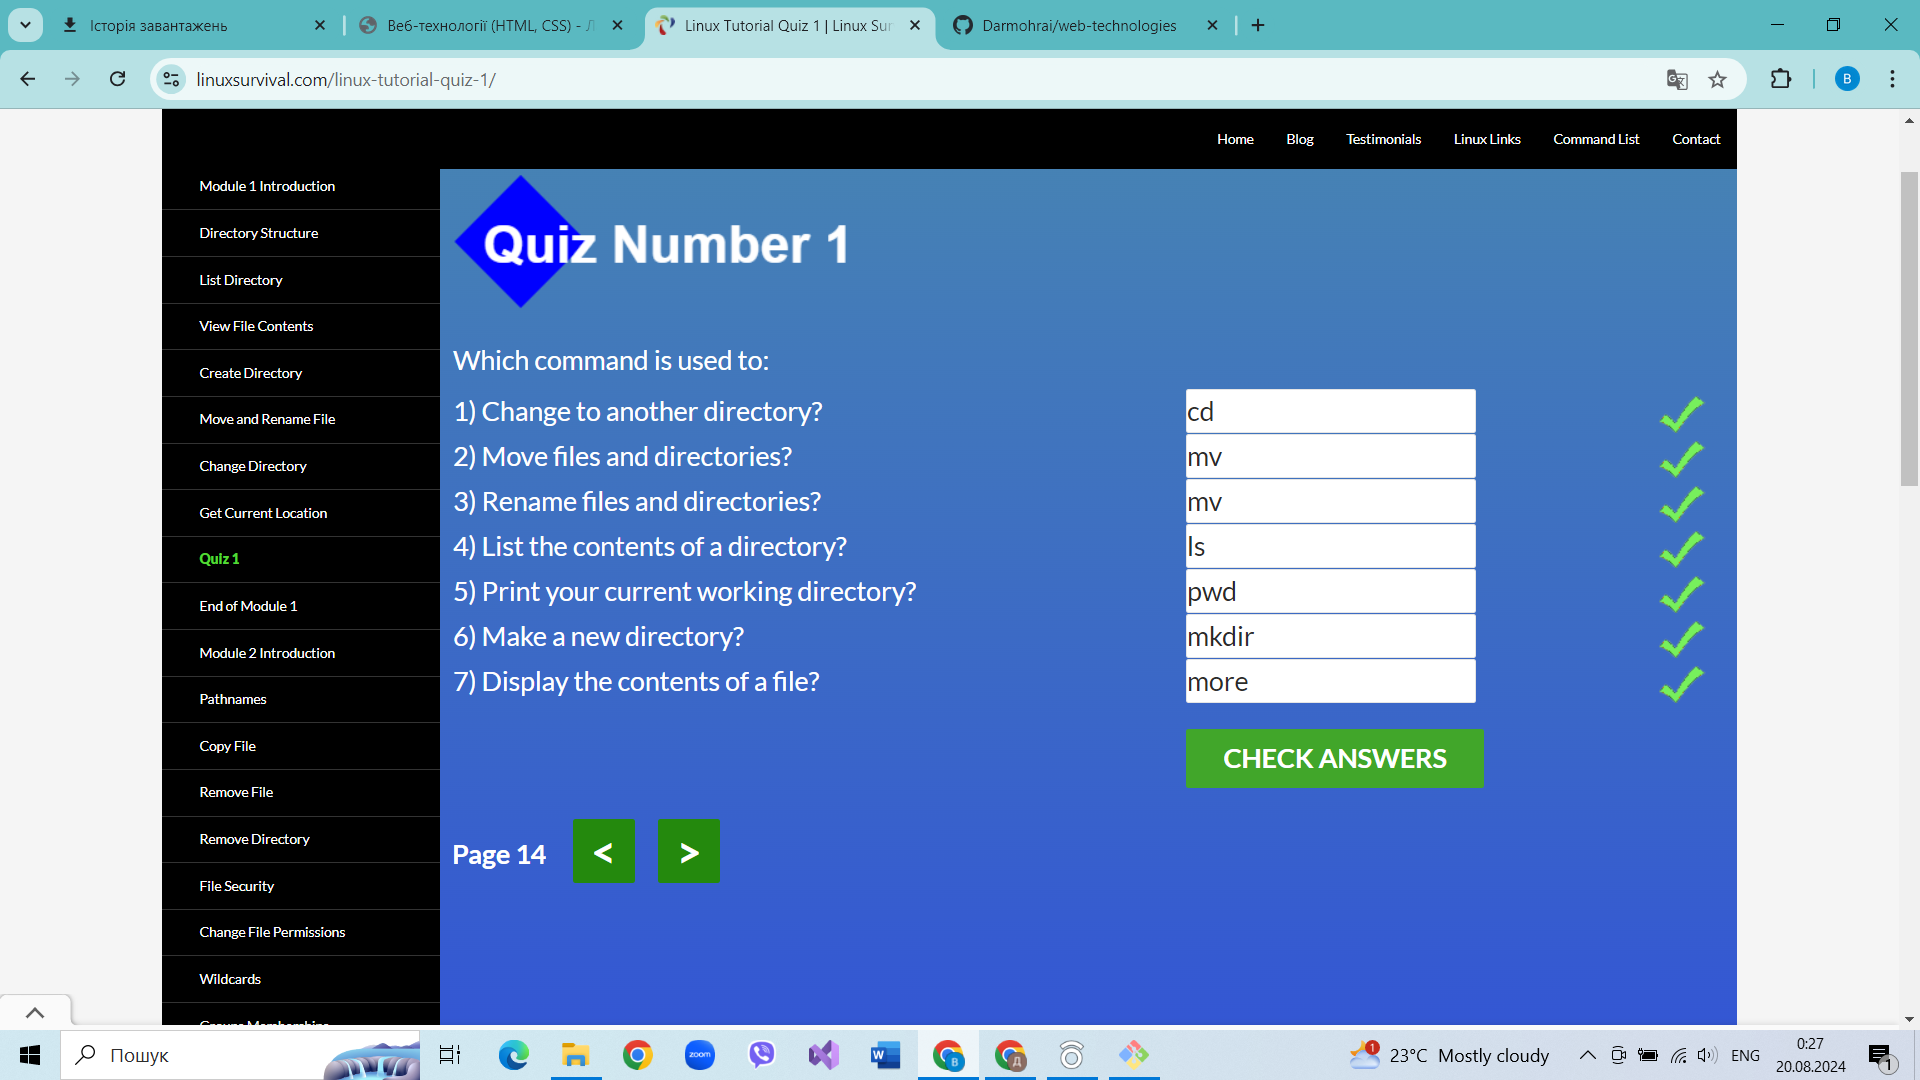 Історія завантажень
Веб-технології (HTML, CSS) - Л
Linux Tutorial Quiz 1 | Linux Sur
Darmohrai/web-technologies
linuxsurvival.com/linux-tutorial-quiz-1/
B
Home
Blog
Testimonials
Linux Links
Command List
Contact
Module 1 Introduction
Directory Structure
List Directory
View File Contents
Create Directory
Move and Rename File
Change Directory
Get Current Location
Quiz 1
End of Module 1
Module 2 Introduction
Pathnames
Copy File
Remove File
Remove Directory
File Security
Change File Permissions
Wildcards
Groups Memberships
Quiz Number 1
Which command is used to:
1) Change to another directory? cd
2) Move files and directories? mv
3) Rename files and directories? mv
4) List the contents of a directory? ls
5) Print your current working directory? pwd
6) Make a new directory? mkdir
7) Display the contents of a file? more
CHECK ANSWERS
Page 14 < >
Пошук
zoom
W
B
Д
1
23°C Mostly cloudy
ENG
0:27
20.08.2024
1